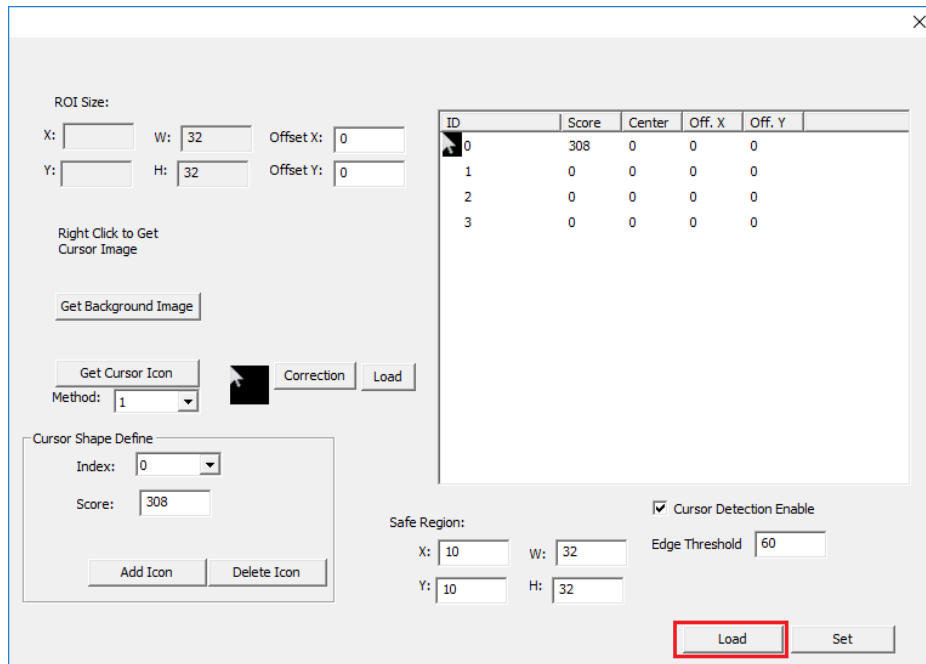 ROI Size:
X: W: 32 Offset X: 0
Y: H: 32 Offset Y: 0
Right Click to Get
Cursor Image
Get Background Image
Get Cursor Icon
Correction
Load
Method: 1
Cursor Shape Define
Index: 0
Score: 308
Add Icon Delete Icon
ID Score Center Off. X Off. Y
0 308 0 0 0
1 0 0 0 0
2 0 0 0 0
3 0 0 0 0
Safe Region:
X: 10 W: 32
Y: 10 H: 32
Cursor Detection Enable
Edge Threshold 60
Load Set